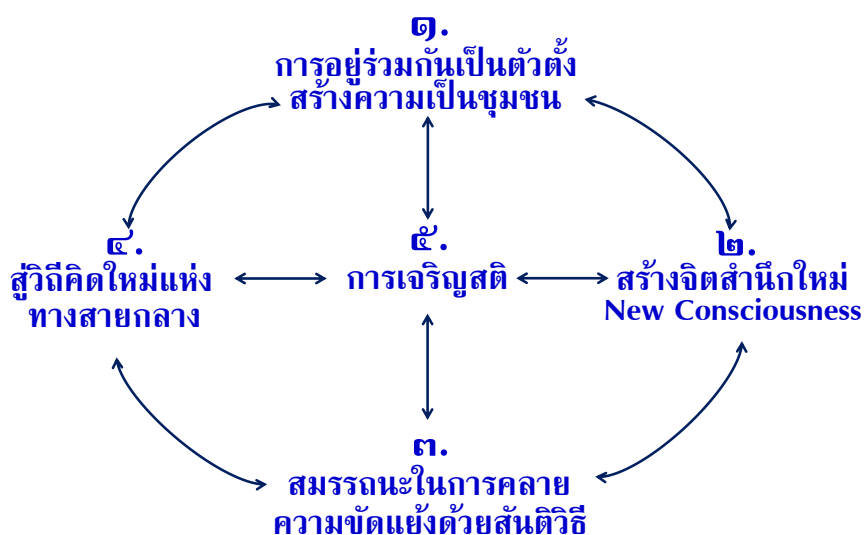 ๑.
การอยู่ร่วมกันเป็นตัวตั้ง
สร้างความเป็นชุมชน
๔.
สู่วิถีคิดใหม่แห่ง
ทางสายกลาง
๕.
การเจริญสติ
๒.
สร้างจิตสำนึกใหม่
New Consciousness
๓.
สมรรถนะในการคลาย
ความขัดแย้งด้วยสันติวิธี